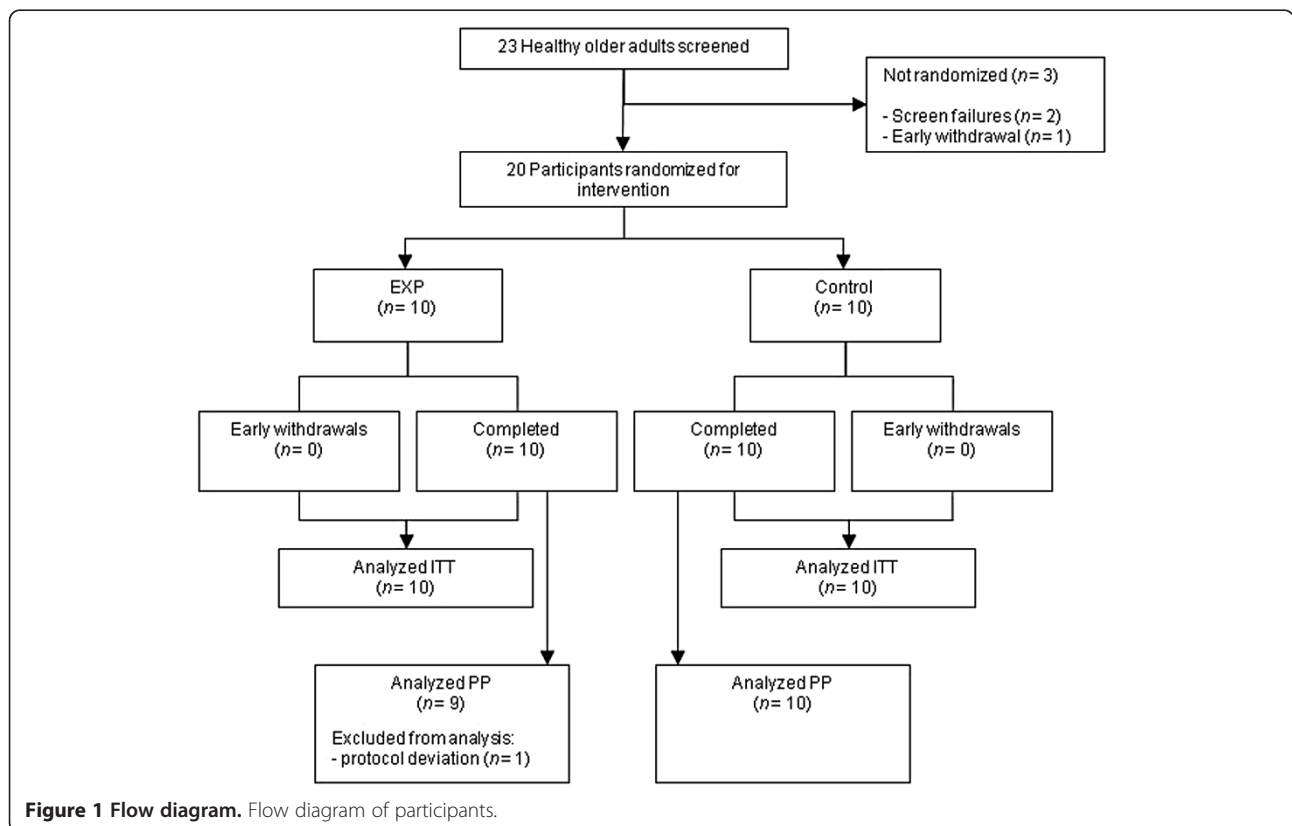 23 Healthy older adults screened
Not randomized (n= 3)
- Screen failures (n= 2)
- Early withdrawal (n= 1)
20 Participants randomized for
intervention
EXP
(n= 10)
Control
(n= 10)
Early withdrawals
(n= 0)
Completed
(n= 10)
Completed
(n= 10)
Early withdrawals
(n= 0)
Analyzed ITT
(n= 10)
Analyzed ITT
(n= 10)
Analyzed PP
(n= 9)
Excluded from analysis:
- protocol deviation (n= 1)
Analyzed PP
(n= 10)
Figure 1 Flow diagram. Flow diagram of participants.